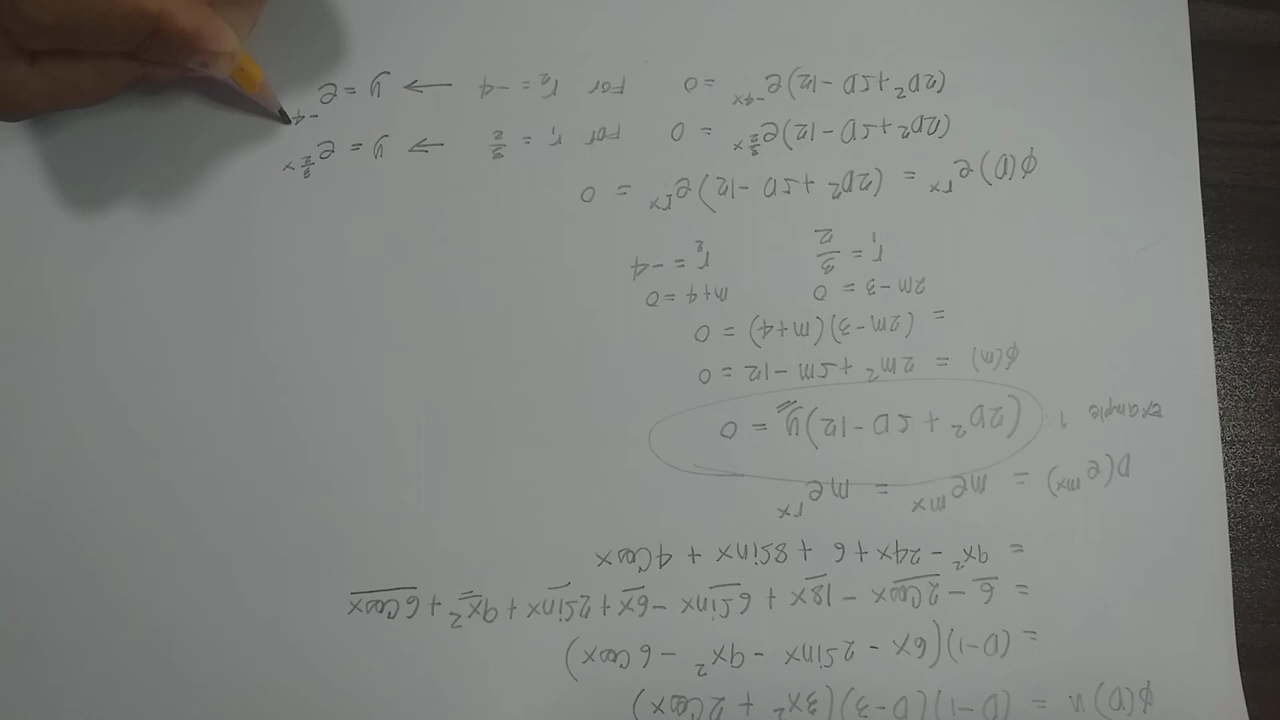 φ(D)u = (D-1)(D-3)(3x² + 2cosx)
= (D-1)(6x - 2sinx - 9x² - 6cosx)
= 6 - 2cosx - 18x + 6sinx - 6x + 2sinx + 9x² + 6cosx
= 9x² - 24x + 6 + 8sinx + 4cosx
D(e^mx) = me^mx = me^rx
Example 1: (2D² + 5D - 12)y = 0
φ(m) = 2m² + 5m - 12 = 0
= (2m - 3)(m + 4) = 0
2m - 3 = 0 m + 4 = 0
r₁ = 3/2 r₂ = -4
φ(D)e^rx = (2D² + 5D - 12)e^rx = 0
(2D² + 5D - 12)e^3/2x = 0 for r₁ = 3/2 → y = e^3/2x
(2D² + 5D - 12)e^-4x = 0 for r₂ = -4 → y = e^-4